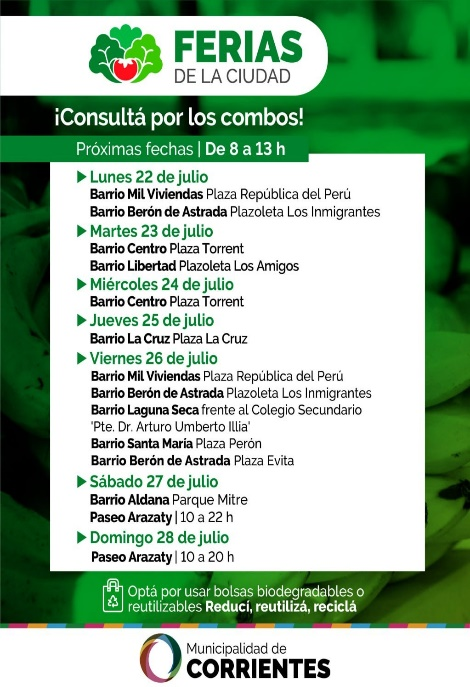 FERIAS
DE LA CIUDAD
¡Consultá por los combos!
Próximas fechas | De 8 a 13 h
Lunes 22 de julio
Barrio Mil Viviendas Plaza República del Perú
Barrio Berón de Astrada Plazoleta Los Inmigrantes
Martes 23 de julio
Barrio Centro Plaza Torrent
Barrio Libertad Plazoleta Los Amigos
Miércoles 24 de julio
Barrio Centro Plaza Torrent
Jueves 25 de julio
Barrio La Cruz Plaza La Cruz
Viernes 26 de julio
Barrio Mil Viviendas Plaza República del Perú
Barrio Berón de Astrada Plazoleta Los Inmigrantes
Barrio Laguna Seca frente al Colegio Secundario
'Pte. Dr. Arturo Umberto Illia'
Barrio Santa María Plaza Perón
Barrio Berón de Astrada Plaza Evita
Sábado 27 de julio
Barrio Aldana Parque Mitre
Paseo Arazaty | 10 a 22 h
Domingo 28 de julio
Paseo Arazaty | 10 a 20 h
Optá por usar bolsas biodegradables o
reutilizables Reducí, reutilizá, reciclá
Municipalidad de
CORRIENTES